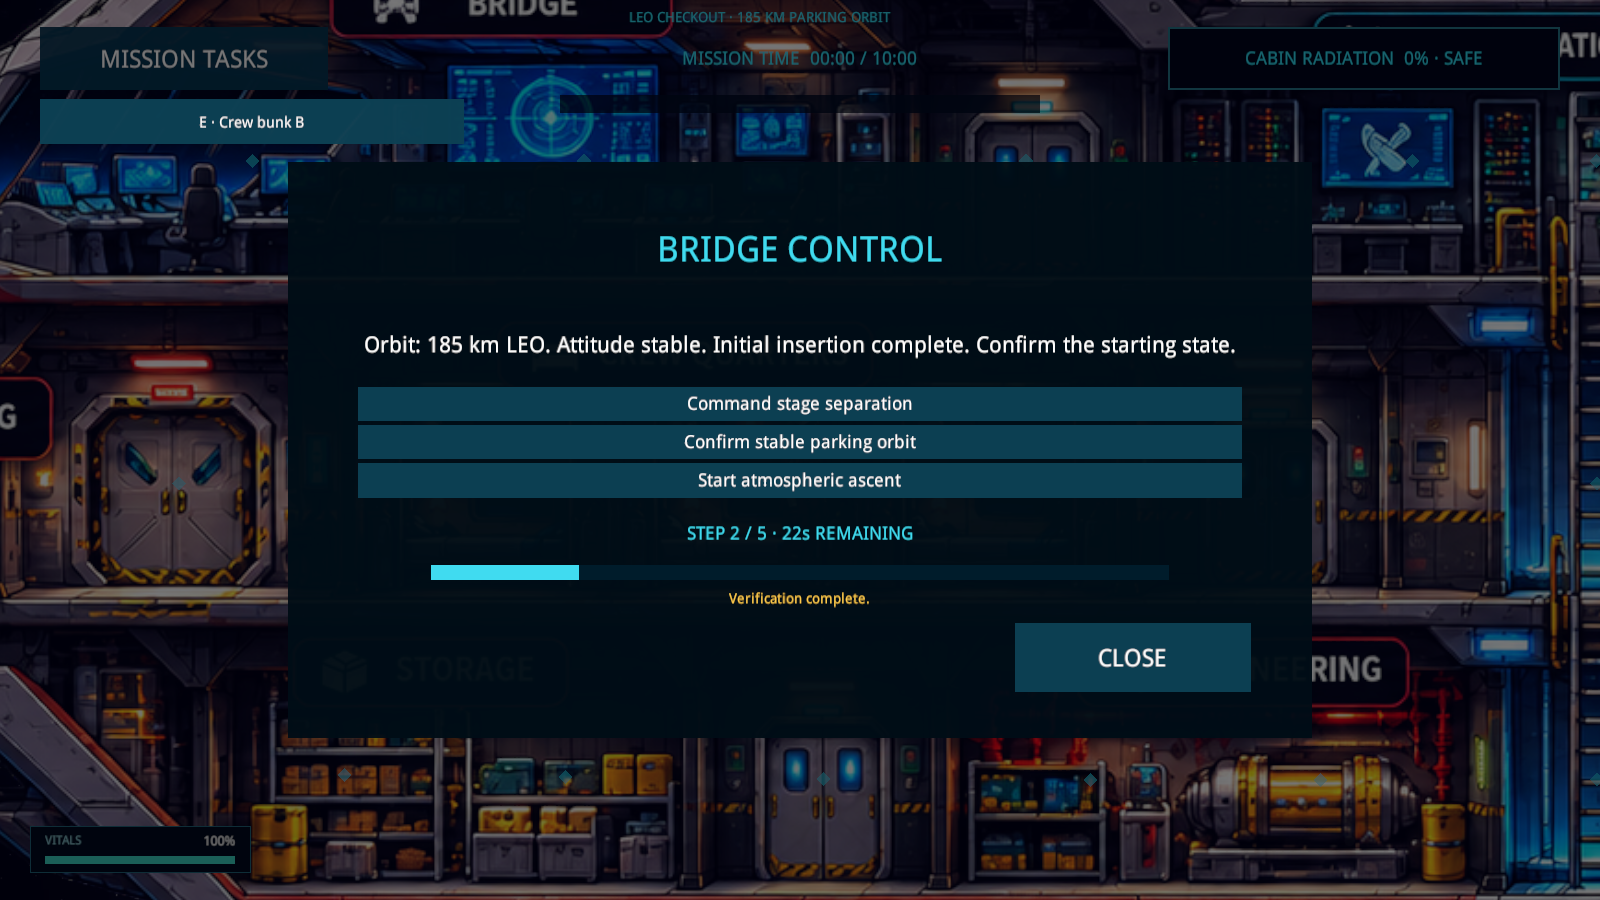 BRIDGE
LEO CHECKOUT · 185 KM PARKING ORBIT
MISSION TASKS
MISSION TIME 00:00 / 10:00
CABIN RADIATION 0% · SAFE
E · Crew bunk B
BRIDGE CONTROL
Orbit: 185 km LEO. Attitude stable. Initial insertion complete. Confirm the starting state.
Command stage separation
Confirm stable parking orbit
Start atmospheric ascent
STEP 2 / 5 · 22s REMAINING
Verification complete.
CLOSE
STORAGE
NEERING
VITALS 100%